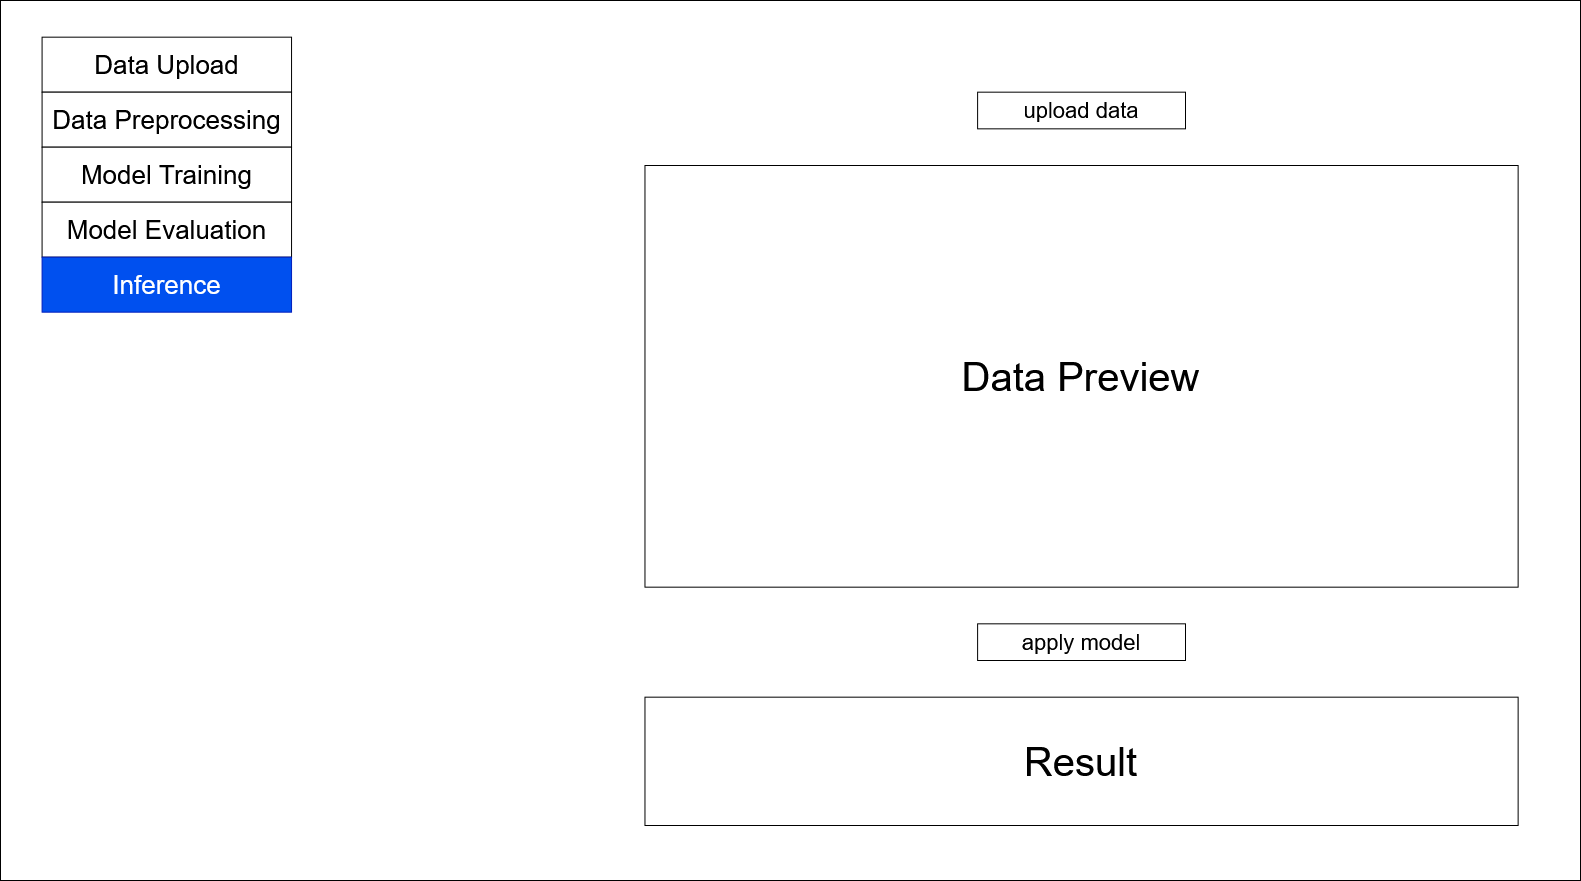 Data Upload
Data Preprocessing
Model Training
Model Evaluation
Inference
upload data
Data Preview
apply model
Result